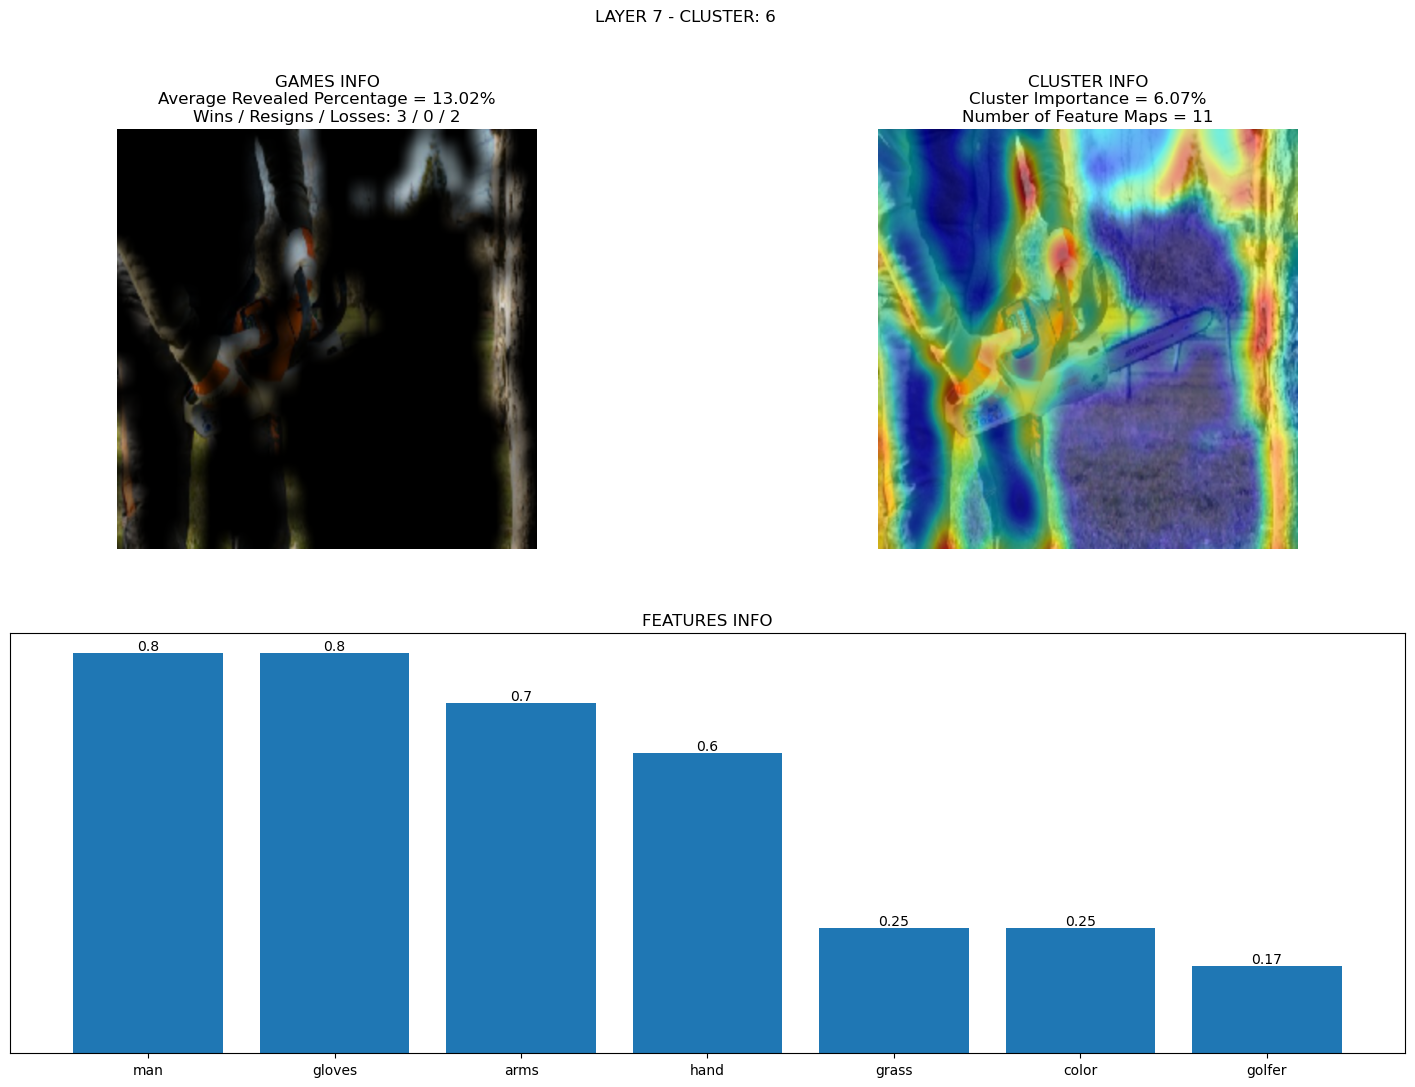 LAYER 7 - CLUSTER: 6
GAMES INFO
Average Revealed Percentage = 13.02%
Wins / Resigns / Losses: 3 / 0 / 2
CLUSTER INFO
Cluster Importance = 6.07%
Number of Feature Maps = 11
FEATURES INFO
0.8
0.8
0.7
0.6
0.25
0.25
0.17
man
gloves
arms
hand
grass
color
golfer